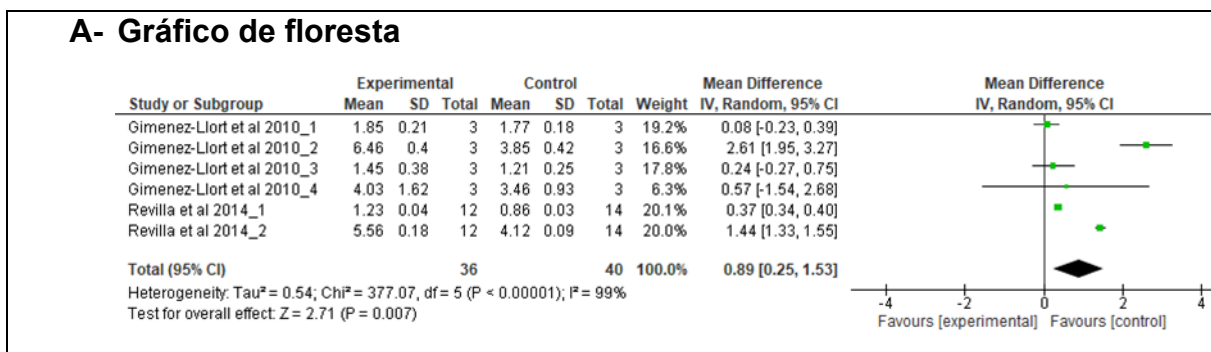 A- Gráfico de floresta
Experimental Control Mean Difference Mean Difference
Study or Subgroup Mean SD Total Mean SD Total Weight IV, Random, 95% CI IV, Random, 95% CI
Gimenez-Llort et al 2010_1 1.85 0.21 3 1.77 0.18 3 19.2% 0.08 [-0.23, 0.39]
Gimenez-Llort et al 2010_2 6.46 0.4 3 3.85 0.42 3 16.6% 2.61 [1.95, 3.27]
Gimenez-Llort et al 2010_3 1.45 0.38 3 1.21 0.25 3 17.8% 0.24 [-0.27, 0.75]
Gimenez-Llort et al 2010_4 4.03 1.62 3 3.46 0.93 3 6.3% 0.57 [-1.54, 2.68]
Revilla et al 2014_1 1.23 0.04 12 0.86 0.03 14 20.1% 0.37 [0.34, 0.40]
Revilla et al 2014_2 5.56 0.18 12 4.12 0.09 14 20.0% 1.44 [1.33, 1.55]
Total (95% CI) 36 40 100.0% 0.89 [0.25, 1.53]
Heterogeneity: Tau² = 0.54; Chi² = 377.07, df = 5 (P < 0.00001); I² = 99%
Test for overall effect: Z = 2.71 (P = 0.007)
-4 -2 0 2 4
Favours [experimental] Favours [control]